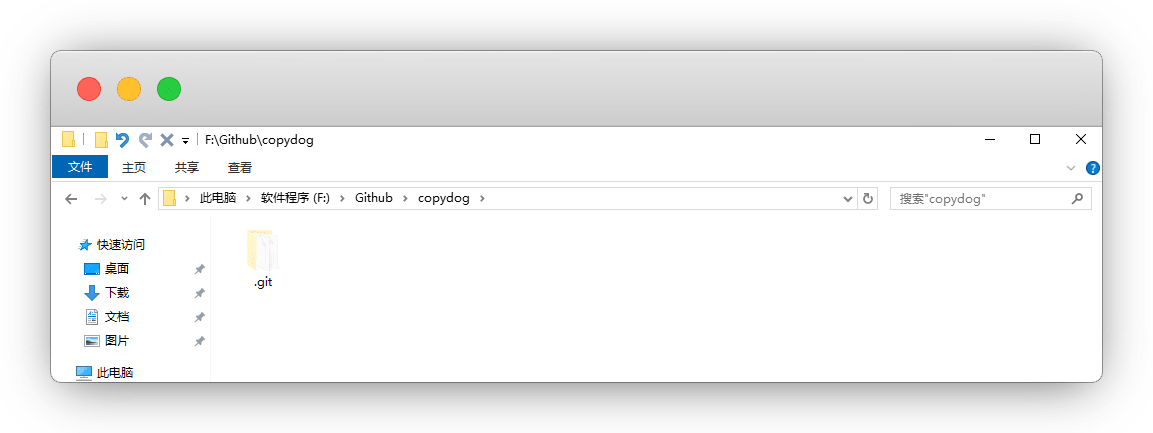 F:\Github\copydog
文件 主页 共享 查看
此电脑 软件程序 (F:) Github copydog 搜索"copydog"
快速访问
桌面
下载
文档
图片
此电脑
.git